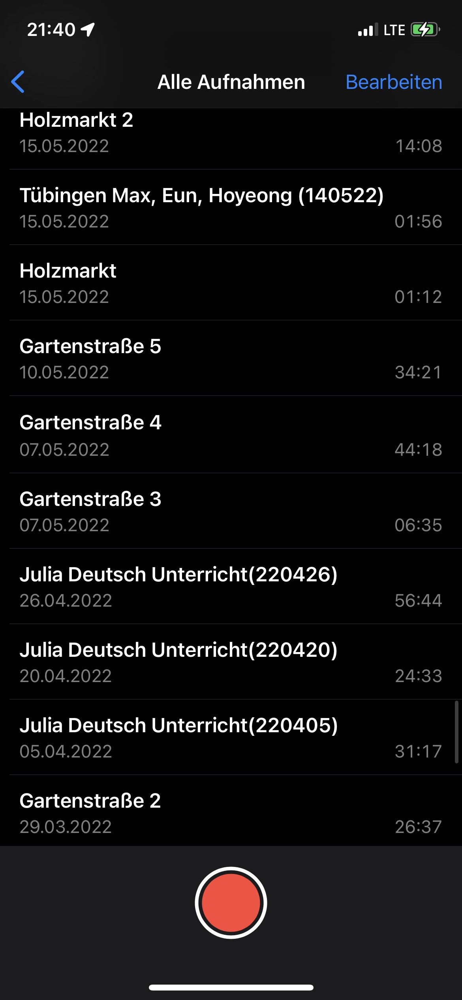 21:40
LTE
Alle Aufnahmen
Bearbeiten
Holzmarkt 2
15.05.2022 14:08
Tübingen Max, Eun, Hoyeong (140522)
15.05.2022 01:56
Holzmarkt
15.05.2022 01:12
Gartenstraße 5
10.05.2022 34:21
Gartenstraße 4
07.05.2022 44:18
Gartenstraße 3
07.05.2022 06:35
Julia Deutsch Unterricht(220426)
26.04.2022 56:44
Julia Deutsch Unterricht(220420)
20.04.2022 24:33
Julia Deutsch Unterricht(220405)
05.04.2022 31:17
Gartenstraße 2
29.03.2022 26:37